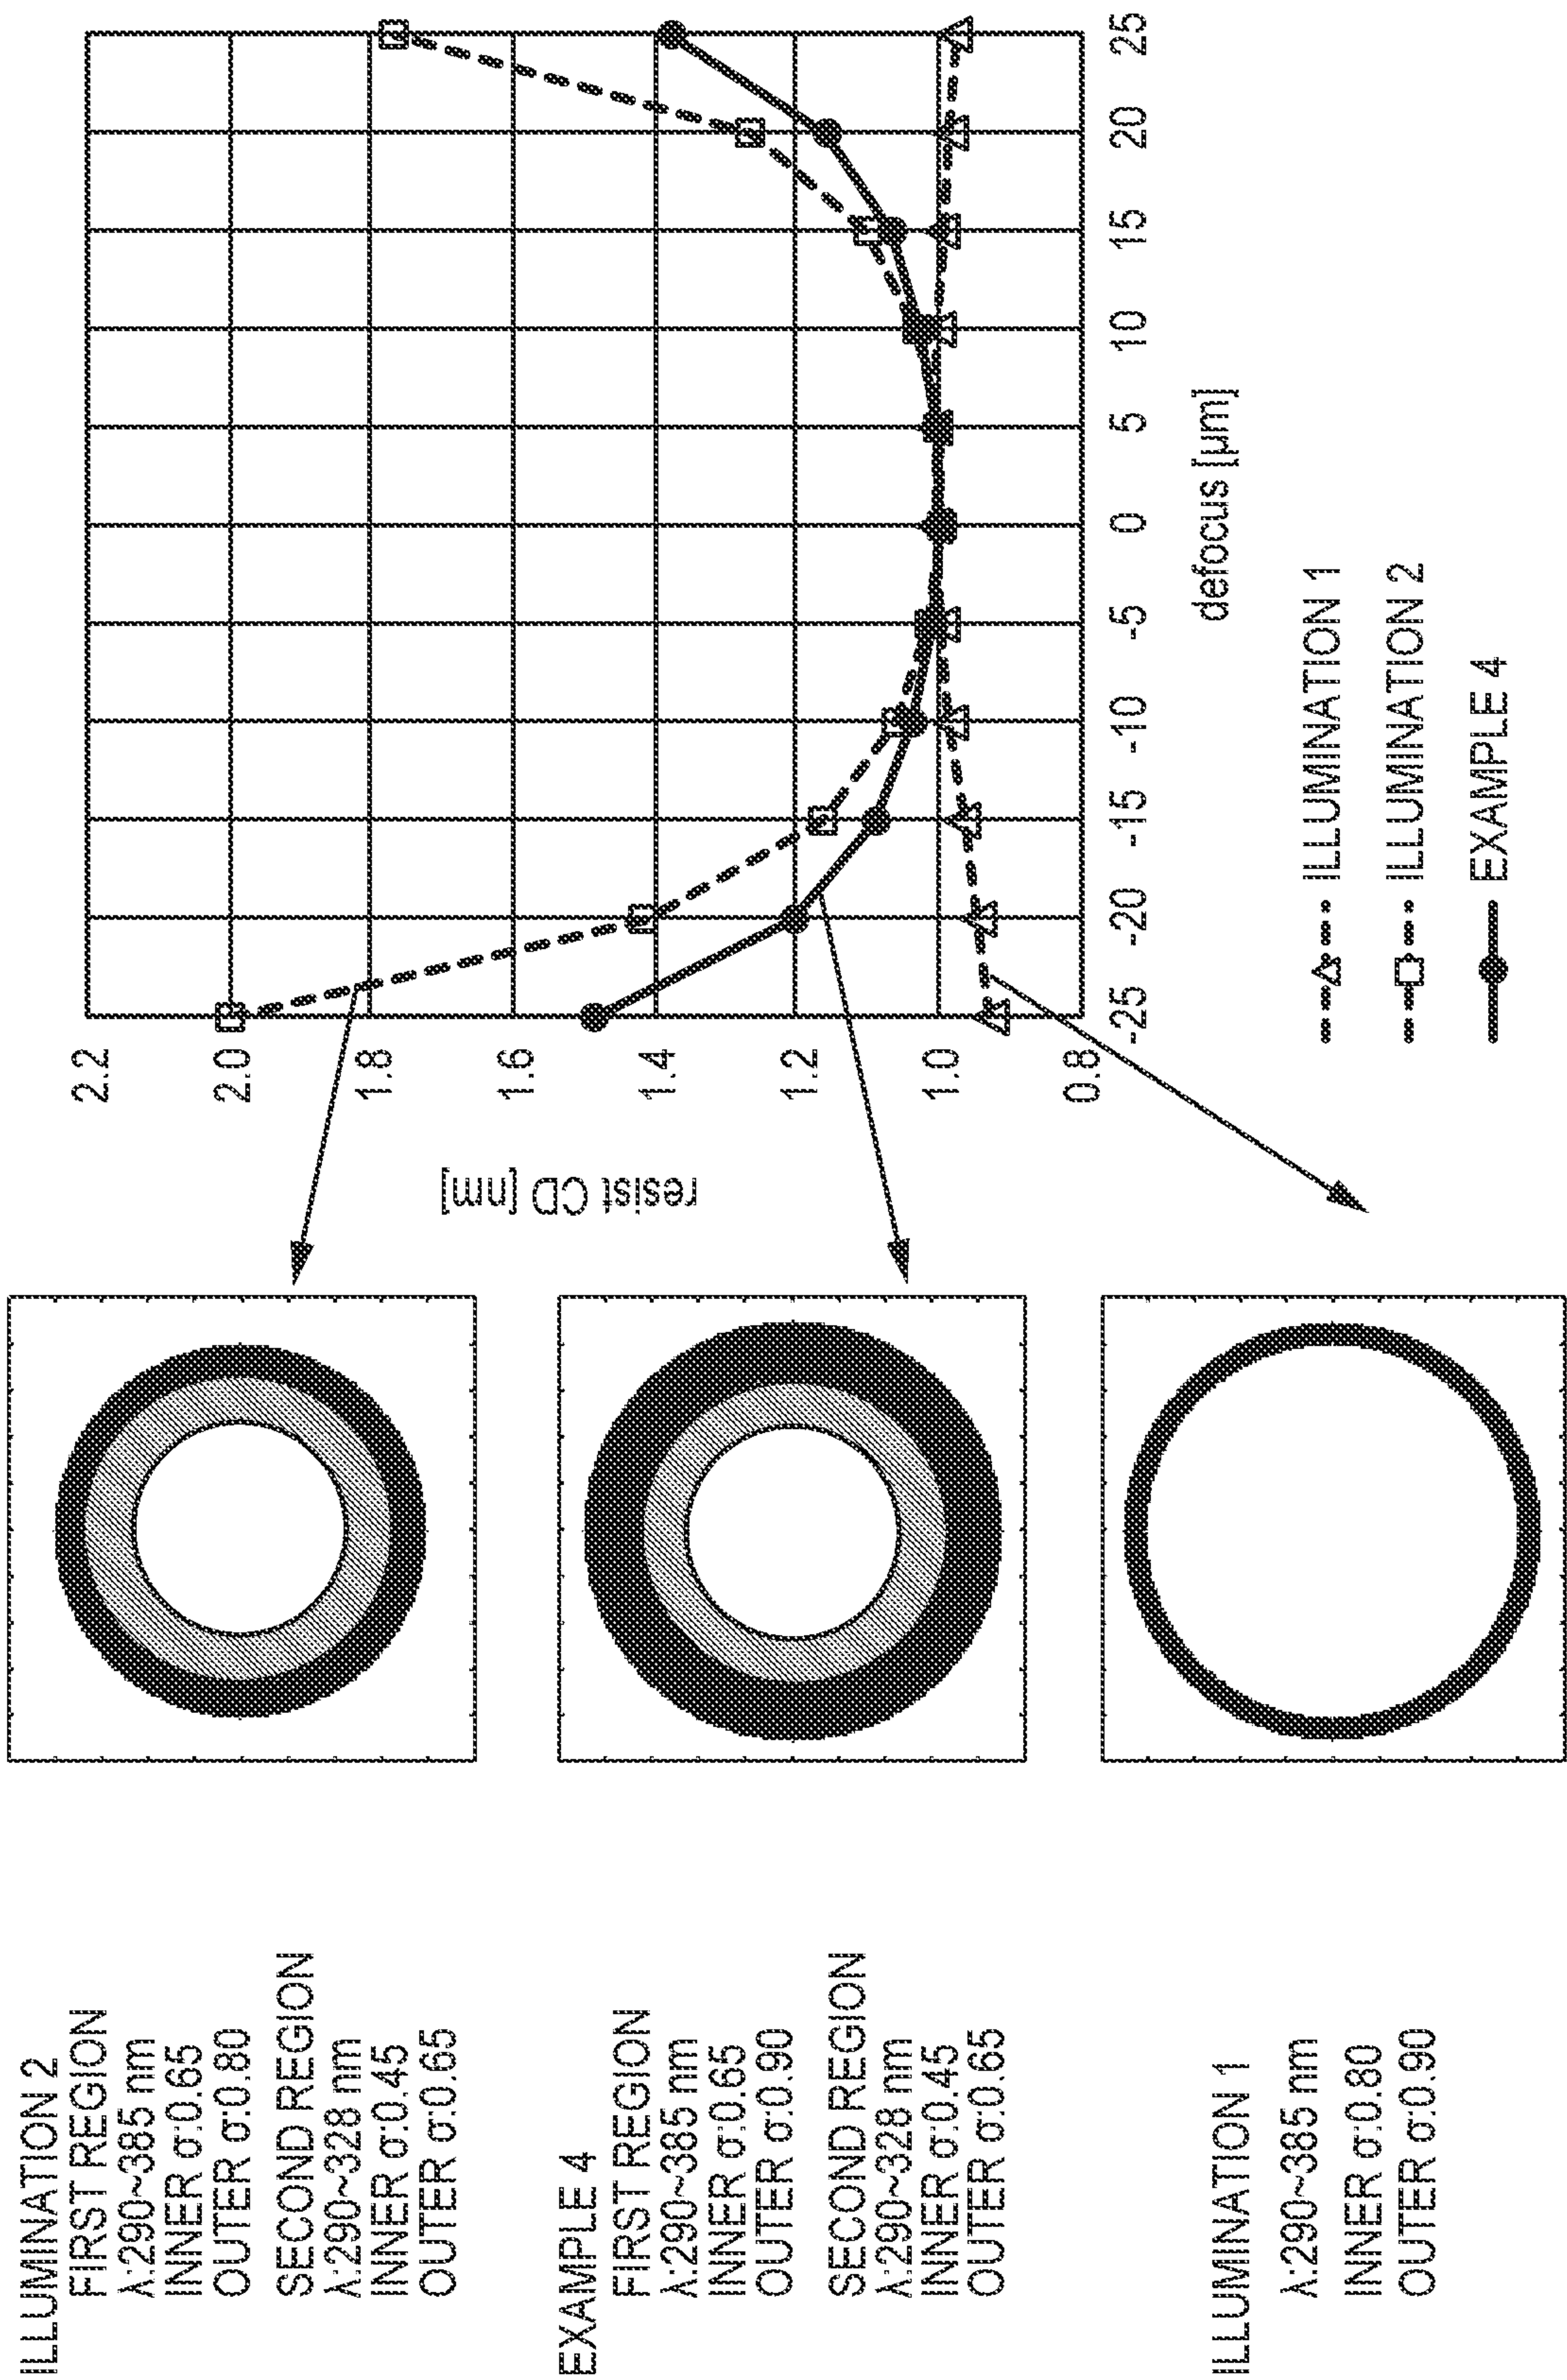 ILLUMINATION 2
FIRST REGION
λ:290~385 nm
INNER σ:0.65
OUTER σ:0.80
SECOND REGION
λ:290~328 nm
INNER σ:0.45
OUTER σ:0.65
EXAMPLE 4
FIRST REGION
λ:290~385 nm
INNER σ:0.65
OUTER σ:0.90
SECOND REGION
λ:290~328 nm
INNER σ:0.45
OUTER σ:0.65
ILLUMINATION 1
λ:290~385 nm
INNER σ:0.80
OUTER σ:0.90
resist CD [nm]
2.2
2.0
1.8
1.6
1.4
1.2
1.0
0.8
-25 -20 -15 -10 -5 0 5 10 15 20 25
defocus [µm]
ILLUMINATION 1
ILLUMINATION 2
EXAMPLE 4